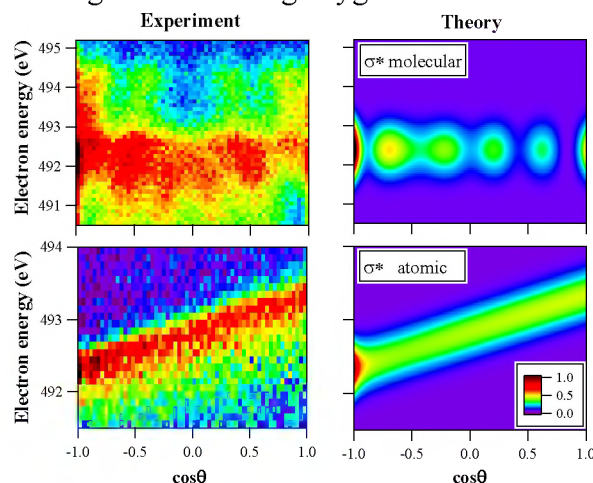 Experiment
Theory
Electron energy (eV)
495
494
493
492
491
σ* molecular
Electron energy (eV)
494
493
492
σ* atomic
1.0
0.5
0.0
-1.0 -0.5 0.0 0.5 1.0
-1.0 -0.5 0.0 0.5 1.0
cosθ
cosθ